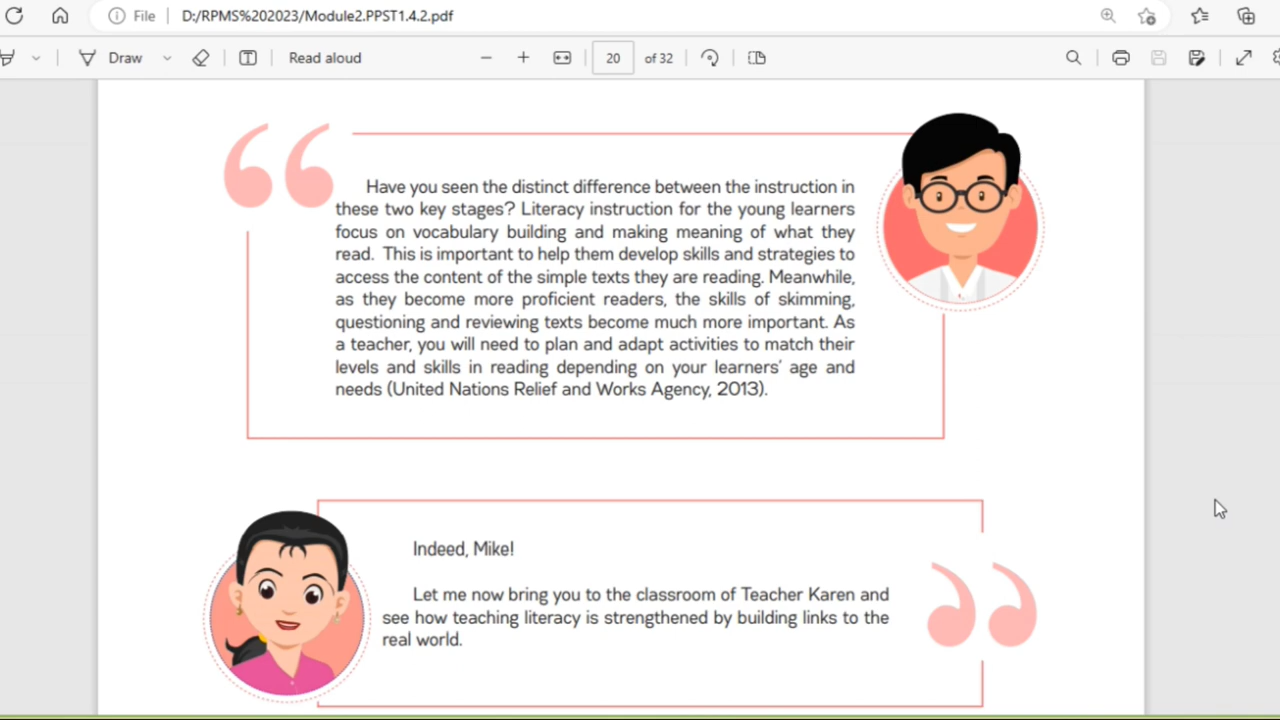 File
D:/RPMS%202023/Module2.PPST1.4.2.pdf
Draw
Read aloud
20
of 32
Have you seen the distinct difference between the instruction in
these two key stages? Literacy instruction for the young learners
focus on vocabulary building and making meaning of what they
read. This is important to help them develop skills and strategies to
access the content of the simple texts they are reading. Meanwhile,
as they become more proficient readers, the skills of skimming,
questioning and reviewing texts become much more important. As
a teacher, you will need to plan and adapt activities to match their
levels and skills in reading depending on your learners' age and
needs (United Nations Relief and Works Agency, 2013).
Indeed, Mike!
Let me now bring you to the classroom of Teacher Karen and
see how teaching literacy is strengthened by building links to the
real world.